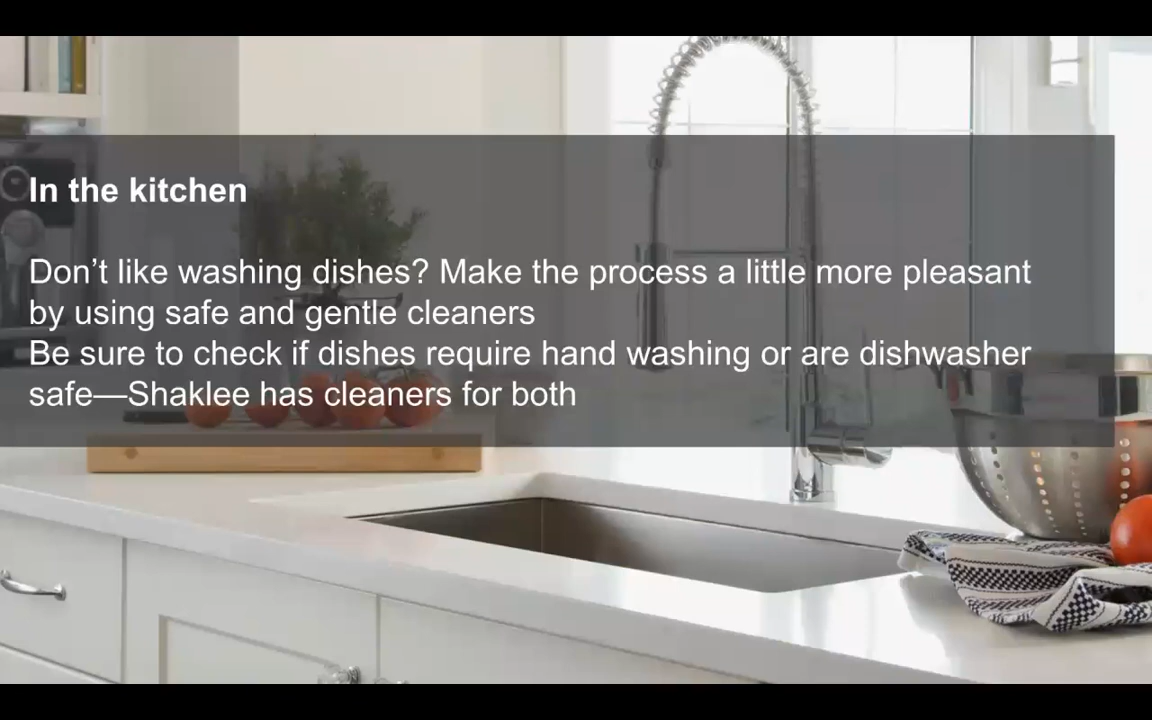 In the kitchen
Don’t like washing dishes? Make the process a little more pleasant
by using safe and gentle cleaners
Be sure to check if dishes require hand washing or are dishwasher
safe—Shaklee has cleaners for both